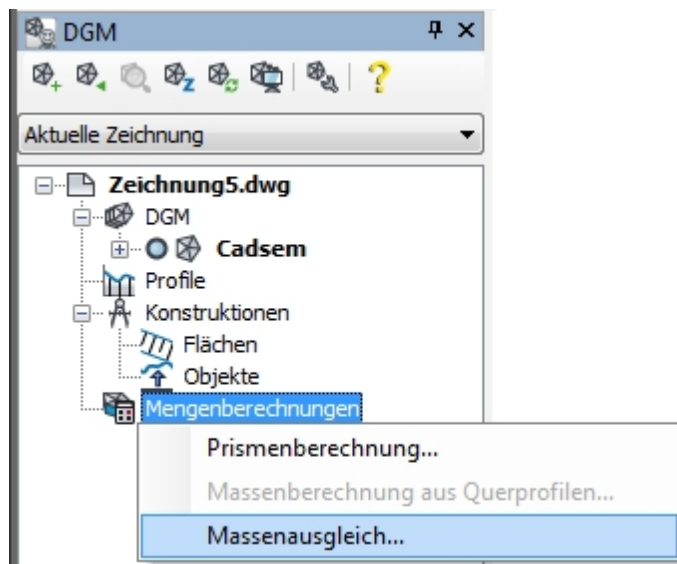 DGM
Aktuelle Zeichnung
Zeichnung5.dwg
DGM
Cadsem
Profile
Konstruktionen
Flächen
Objekte
Mengenberechnungen
Prismenberechnung...
Massenberechnung aus Querprofilen...
Massenausgleich...